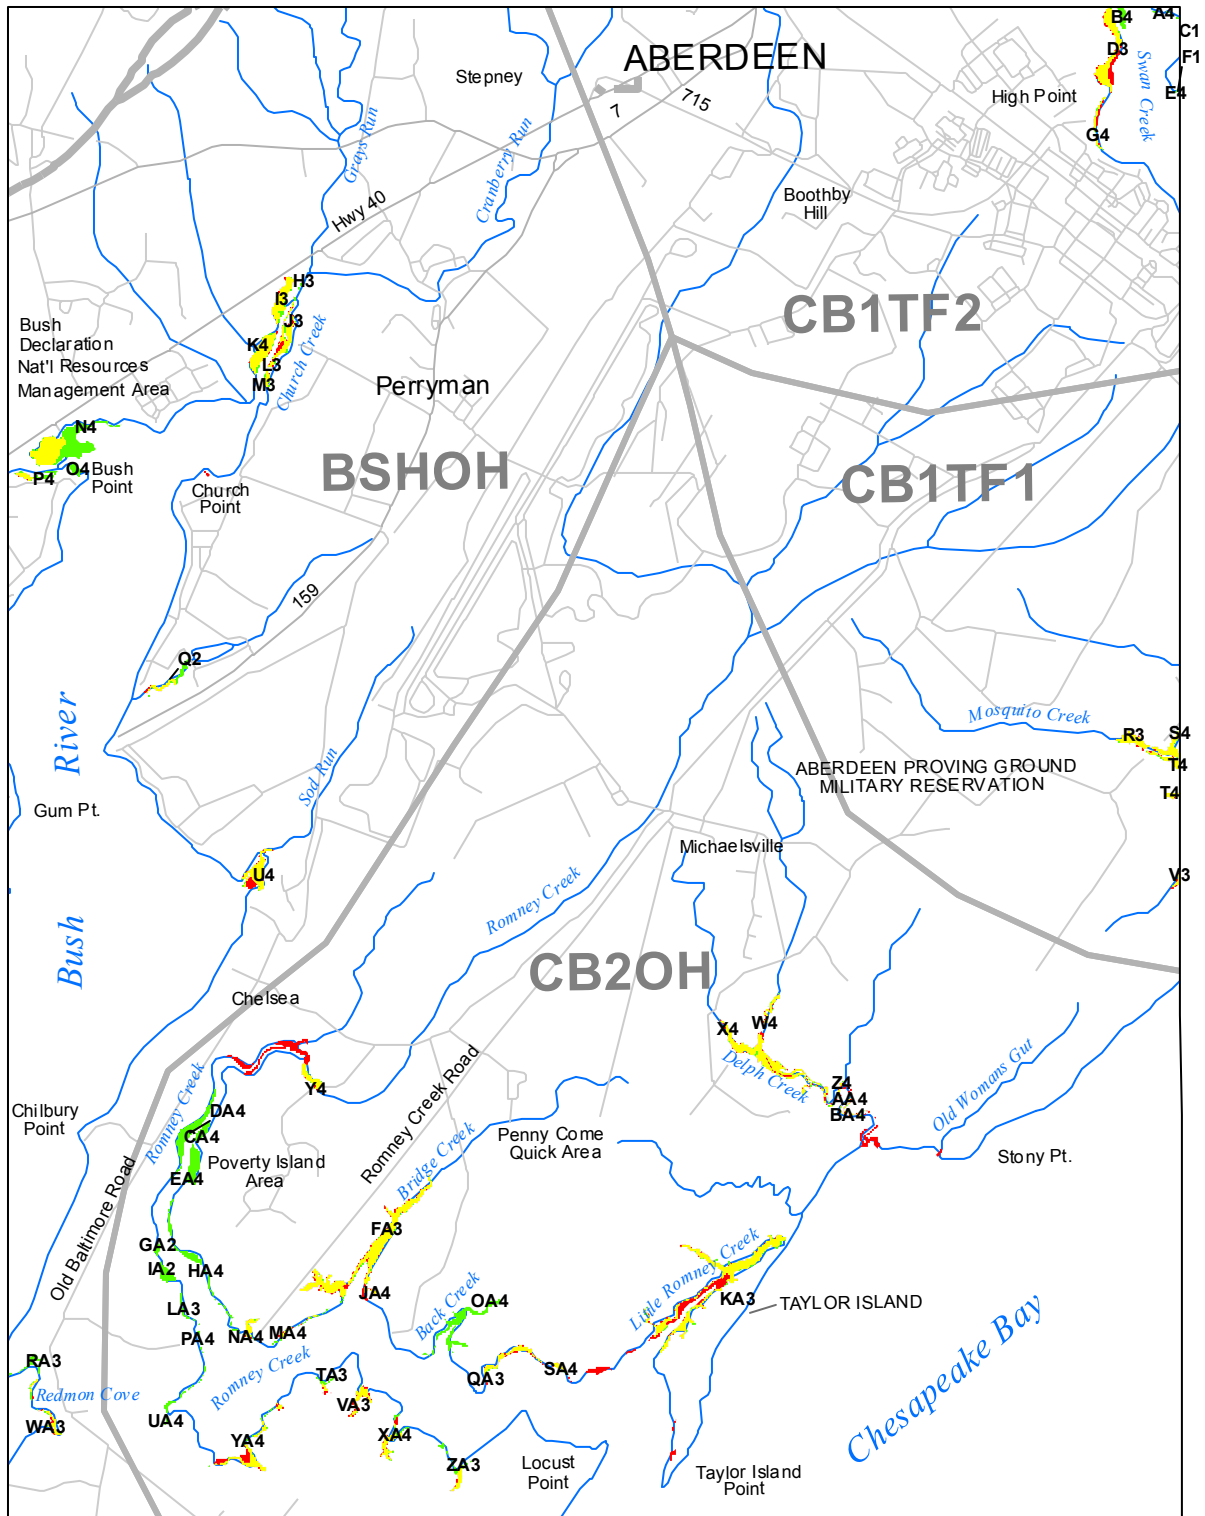 B4
A4
C1
ABERDEEN
D3
F1
Stepney
High Point
Swan Creek
E4
715
7
G4
Grays Run
Cranberry Run
Boothby
Hill
Hwy 40
H3
I3
CB1TF2
J3
Bush
Declaration
Nat'l Resources
Management Area
K4
L3
M3
Church Creek
Perryman
N4
O4
P4
Bush
Point
BSHOH
Church
Point
CB1TF1
159
Q2
Bush River
Mosquito Creek
R3
S4
T4
T4
Sod Run
ABERDEEN PROVING GROUND
MILITARY RESERVATION
Gum Pt.
Michaelsville
U4
V3
Romney Creek
CB2OH
Chelsea
X4
W4
Delph Creek
Old Womans Gut
Y4
Z4
AA4
BA4
Romney Creek
DA4
CA4
Chilbury
Point
Romney Creek Road
Penny Come
Quick Area
Stony Pt.
EA4
Poverty Island
Area
Bridge Creek
Old Baltimore Road
FA3
GA2
IA2
HA4
Little Romney Creek
JA4
KA3
TAYLOR ISLAND
Back Creek
OA4
LA3
PA4
NA4
MA4
Chesapeake Bay
RA3
Romney Creek
TA3
QA3
SA4
Redmon Cove
WA3
UA4
VA3
YA4
XA4
ZA3
Locust
Point
Taylor Island
Point